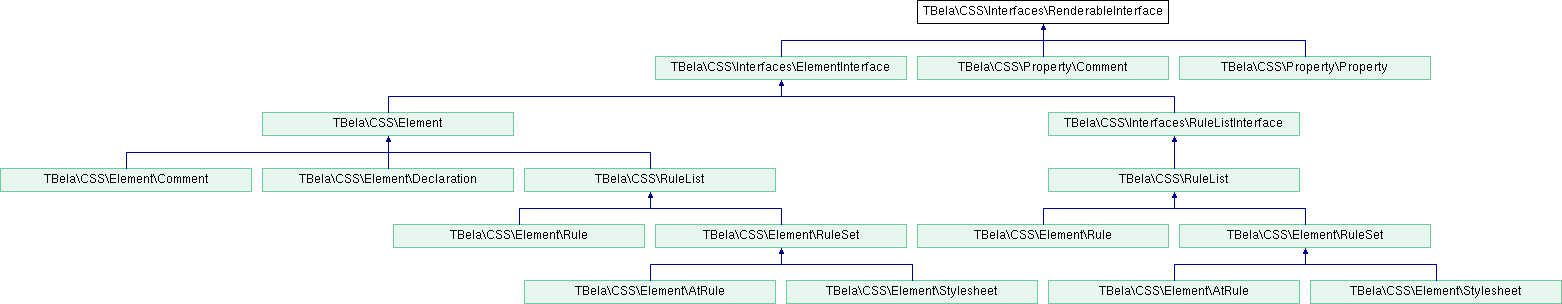 TBela\CSS\Interfaces\RenderableInterface
TBela\CSS\Interfaces\ElementInterface
TBela\CSS\Property\Comment
TBela\CSS\Property\Property
TBela\CSS\Element
TBela\CSS\Interfaces\RuleListInterface
TBela\CSS\Element\Comment
TBela\CSS\Element\Declaration
TBela\CSS\RuleList
TBela\CSS\RuleList
TBela\CSS\Element\Rule
TBela\CSS\Element\RuleSet
TBela\CSS\Element\Rule
TBela\CSS\Element\RuleSet
TBela\CSS\Element\AtRule
TBela\CSS\Element\Stylesheet
TBela\CSS\Element\AtRule
TBela\CSS\Element\Stylesheet